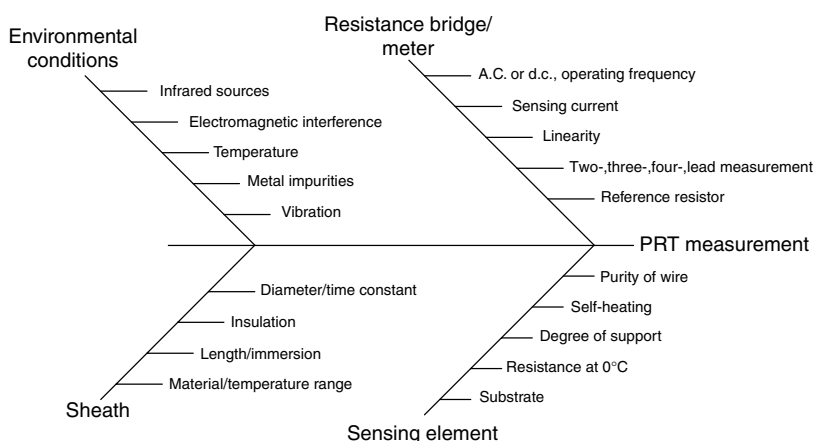 Environmental
conditions
Infrared sources
Electromagnetic interference
Temperature
Metal impurities
Vibration
Resistance bridge/
meter
A.C. or d.c., operating frequency
Sensing current
Linearity
Two-,three-,four-,lead measurement
Reference resistor
PRT measurement
Diameter/time constant
Insulation
Length/immersion
Material/temperature range
Sheath
Purity of wire
Self-heating
Degree of support
Resistance at 0°C
Substrate
Sensing element